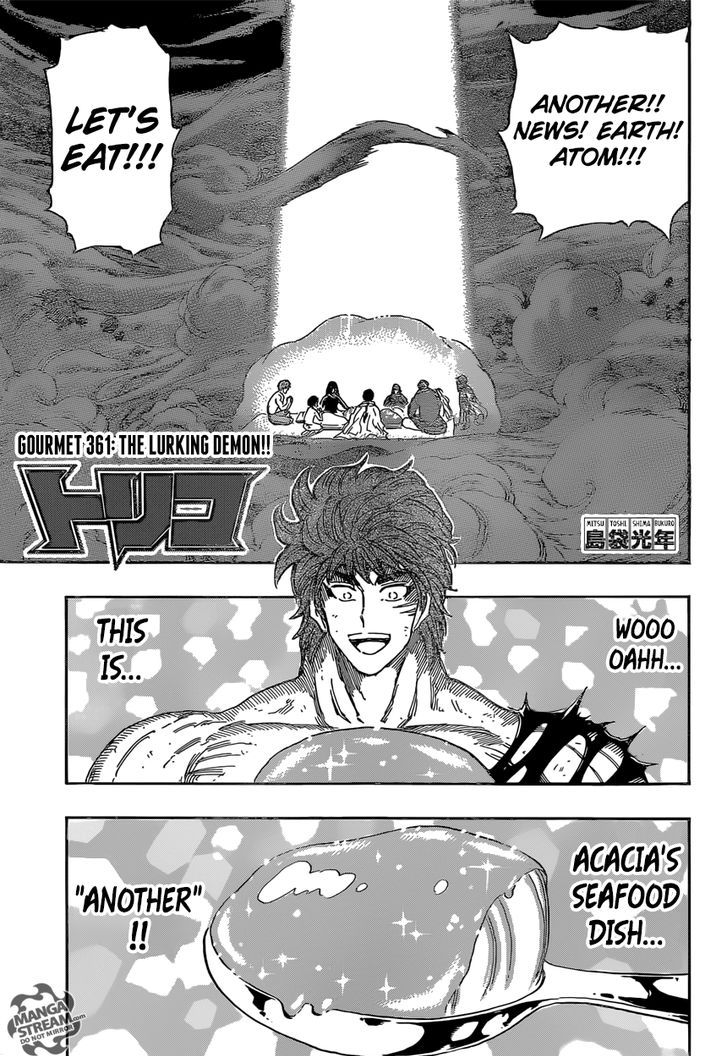 ANOTHER!!
NEWS! EARTH!
ATOM!!!
LET'S
EAT!!!
GOURMET 361: THE LURKING DEMON!!
トリコ
MITSU TOSHI SHIMA BUKURO
島袋光年
WOOO
OAHH...
THIS
IS...
ACACIA'S
SEAFOOD
DISH...
"ANOTHER"
!!
MANGA
STREAM.com
DO NOT MIRROR